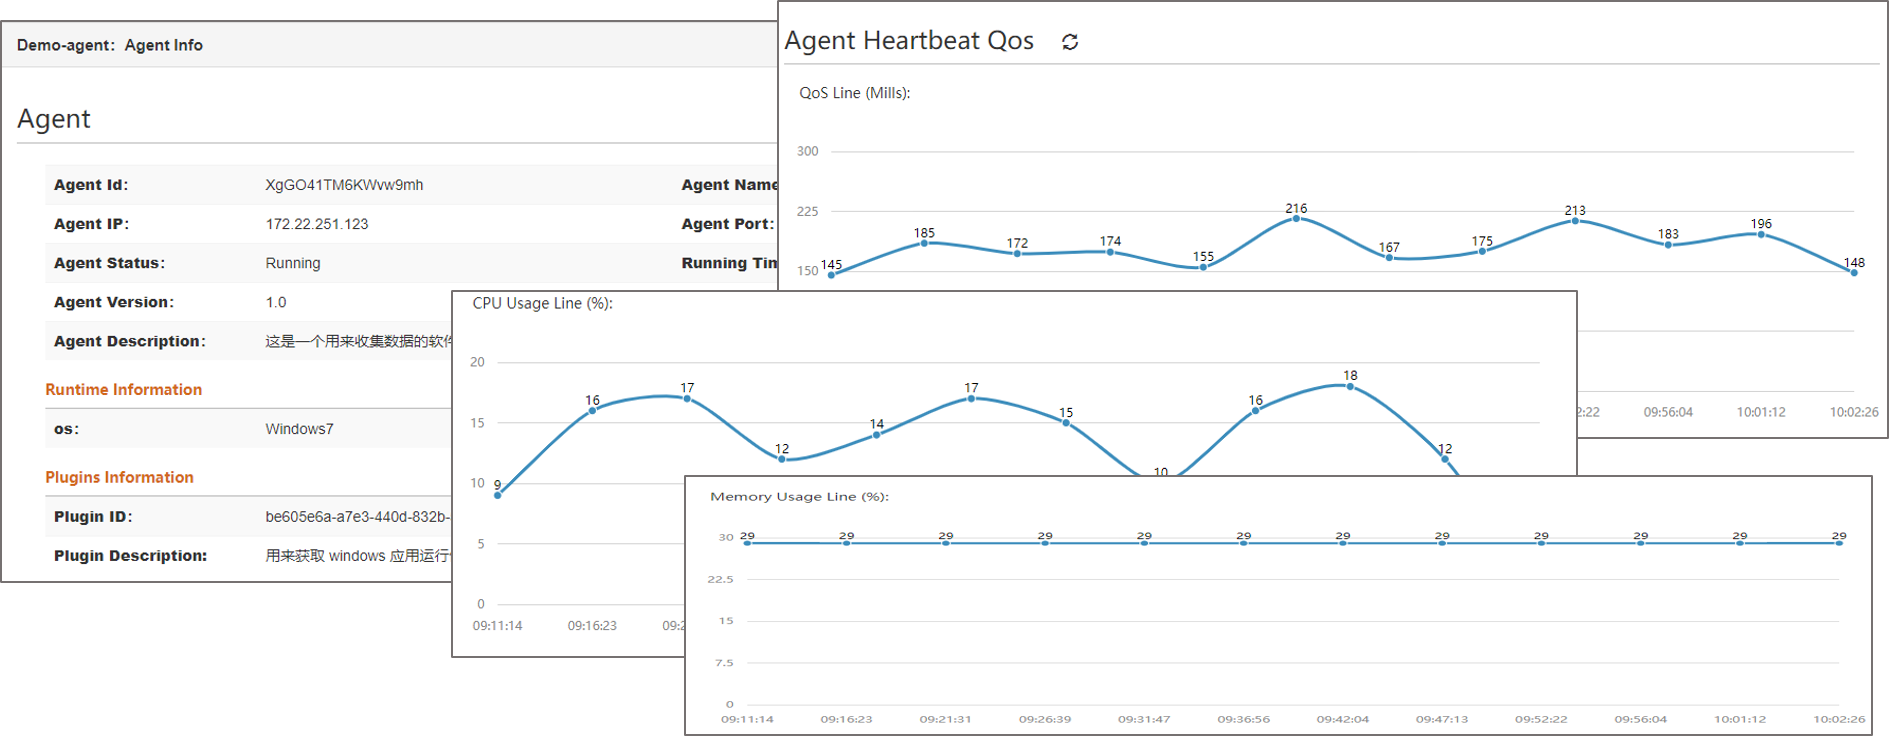 Demo-agent: Agent Info
Agent
Agent Id: XgGO41TM6KWvw9mh Agent Name
Agent IP: 172.22.251.123 Agent Port:
Agent Status: Running Running
Agent Version: 1.0
Agent Description: 这是一个用来收集数据的软
Runtime Information
os: Windows7
Plugins Information
Plugin ID: be605e6a-a7e3-440d-832b-
Plugin Description: 用来获取 windows 应用运行
Agent Heartbeat Qos
QoS Line (Mills):
300
225
150
145 185 172 174 155 216 167 175 213 183 196 148
2:22 09:56:04 10:01:12 10:02:26
CPU Usage Line (%):
20
15
10
5
0
9 16 17 12 14 17 15 10 16 18 12
09:11:14 09:16:23 09:2
Memory Usage Line (%):
30
22.5
15
7.5
0
29 29 29 29 29 29 29 29 29 29 29 29
09:11:14 09:16:23 09:21:31 09:26:39 09:31:47 09:36:56 09:42:04 09:47:13 09:52:22 09:56:04 10:01:12 10:02:26